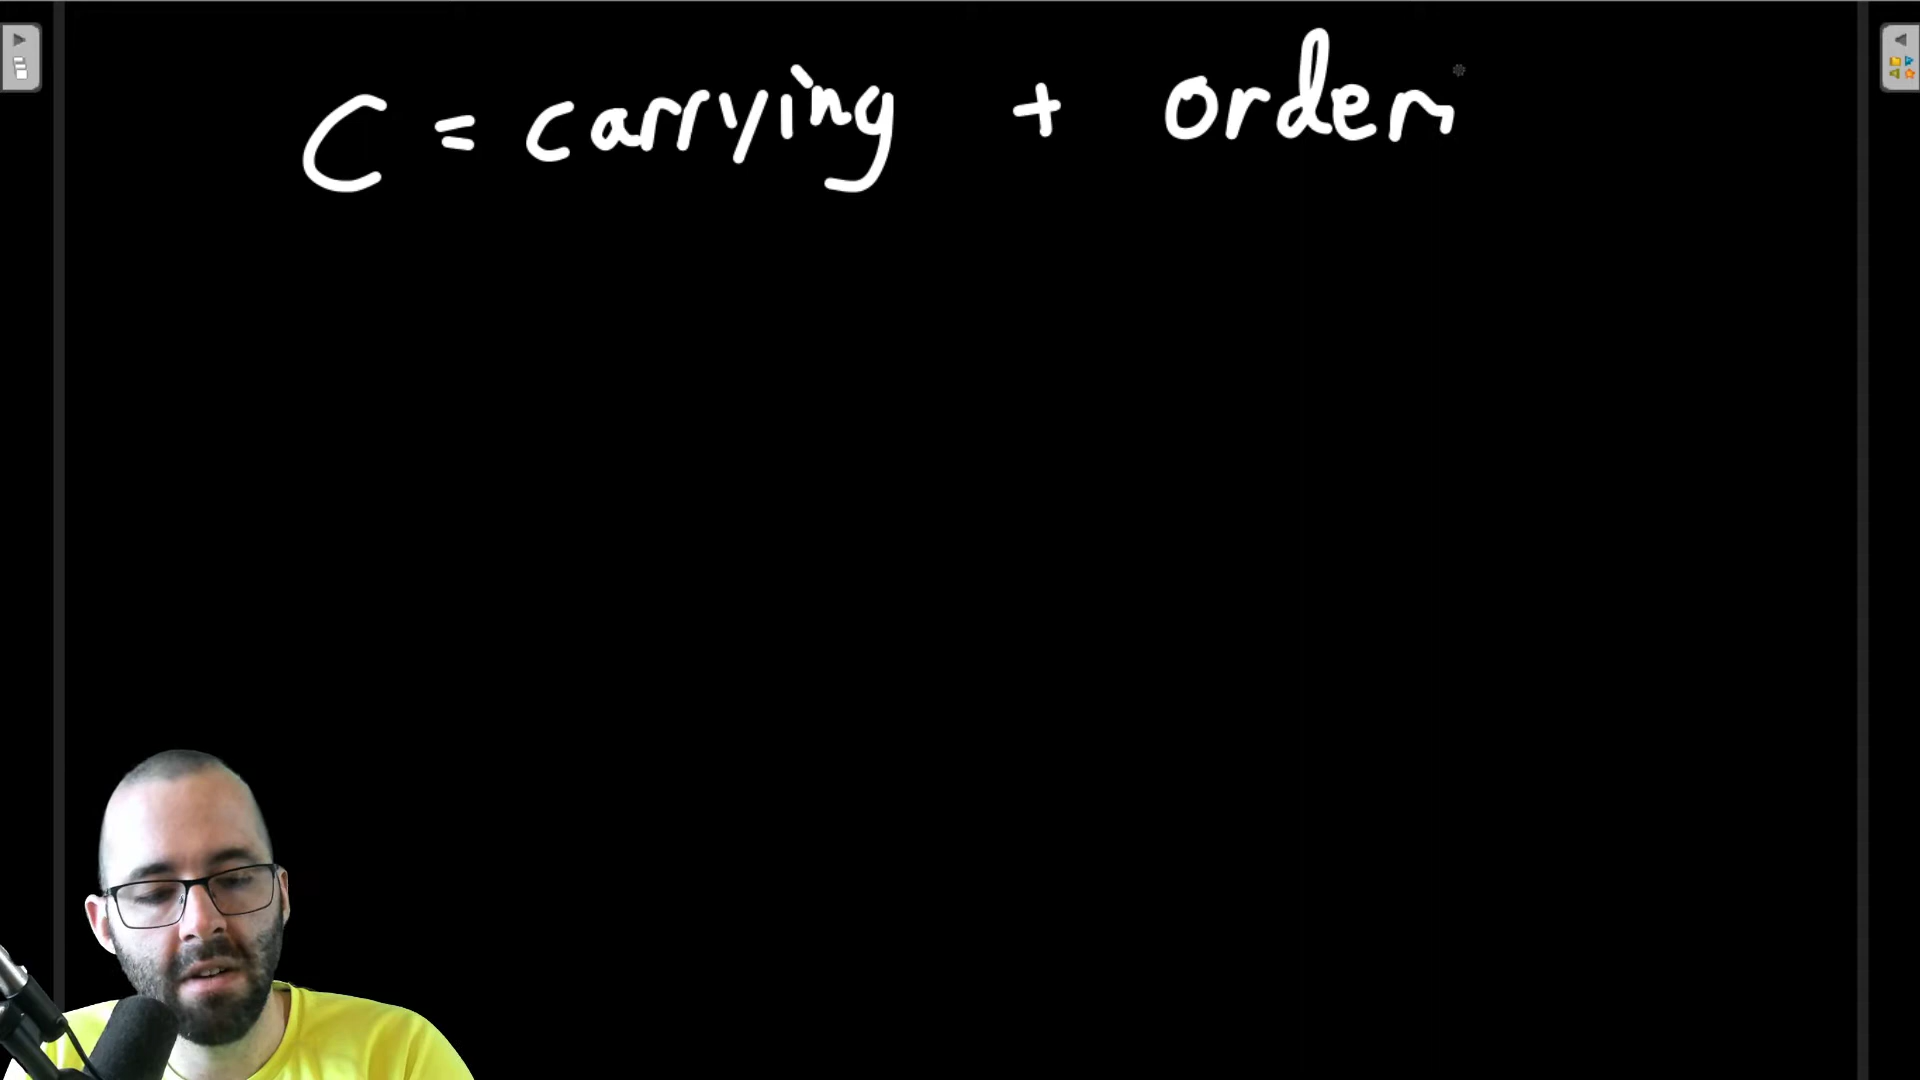 C = carrying + order